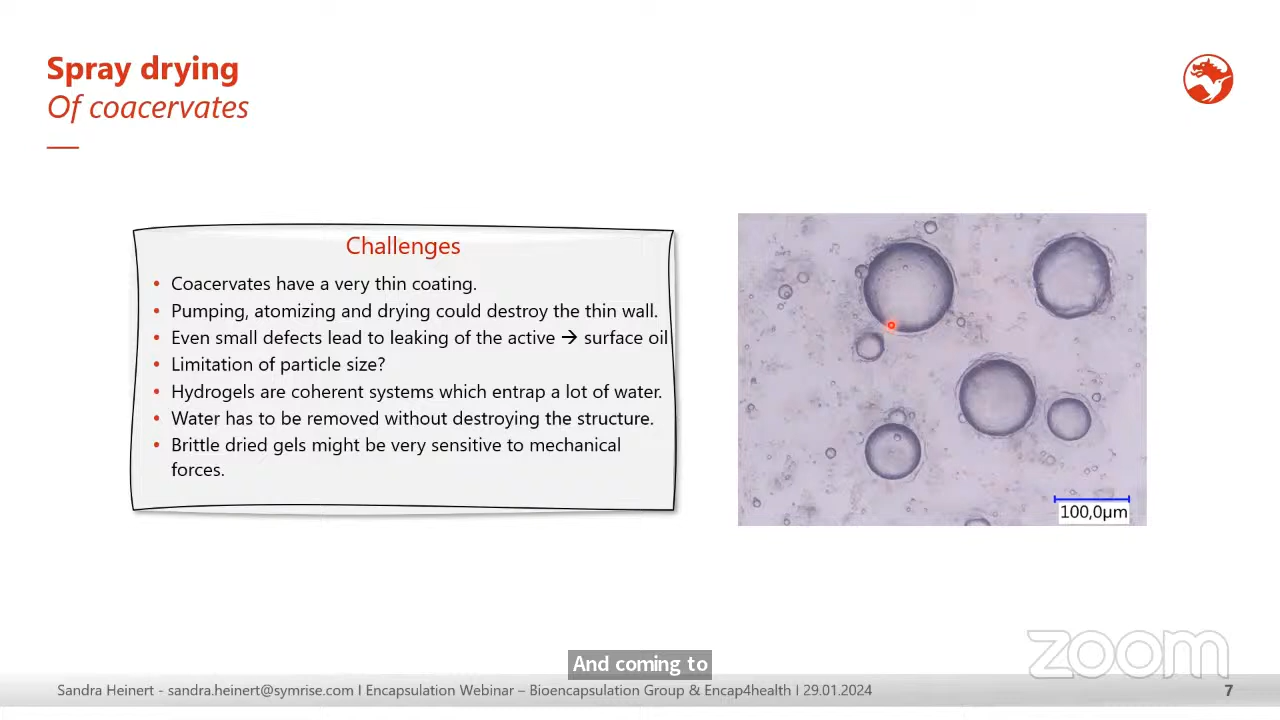 Spray drying
Of coacervates
Challenges
• Coacervates have a very thin coating.
• Pumping, atomizing and drying could destroy the thin wall.
• Even small defects lead to leaking of the active → surface oil
• Limitation of particle size?
• Hydrogels are coherent systems which entrap a lot of water.
• Water has to be removed without destroying the structure.
• Brittle dried gels might be very sensitive to mechanical
forces.
100,0µm
zoom
And coming to
Sandra Heinert - sandra.heinert@symrise.com I Encapsulation Webinar – Bioencapsulation Group & Encap4health I 29.01.2024
7